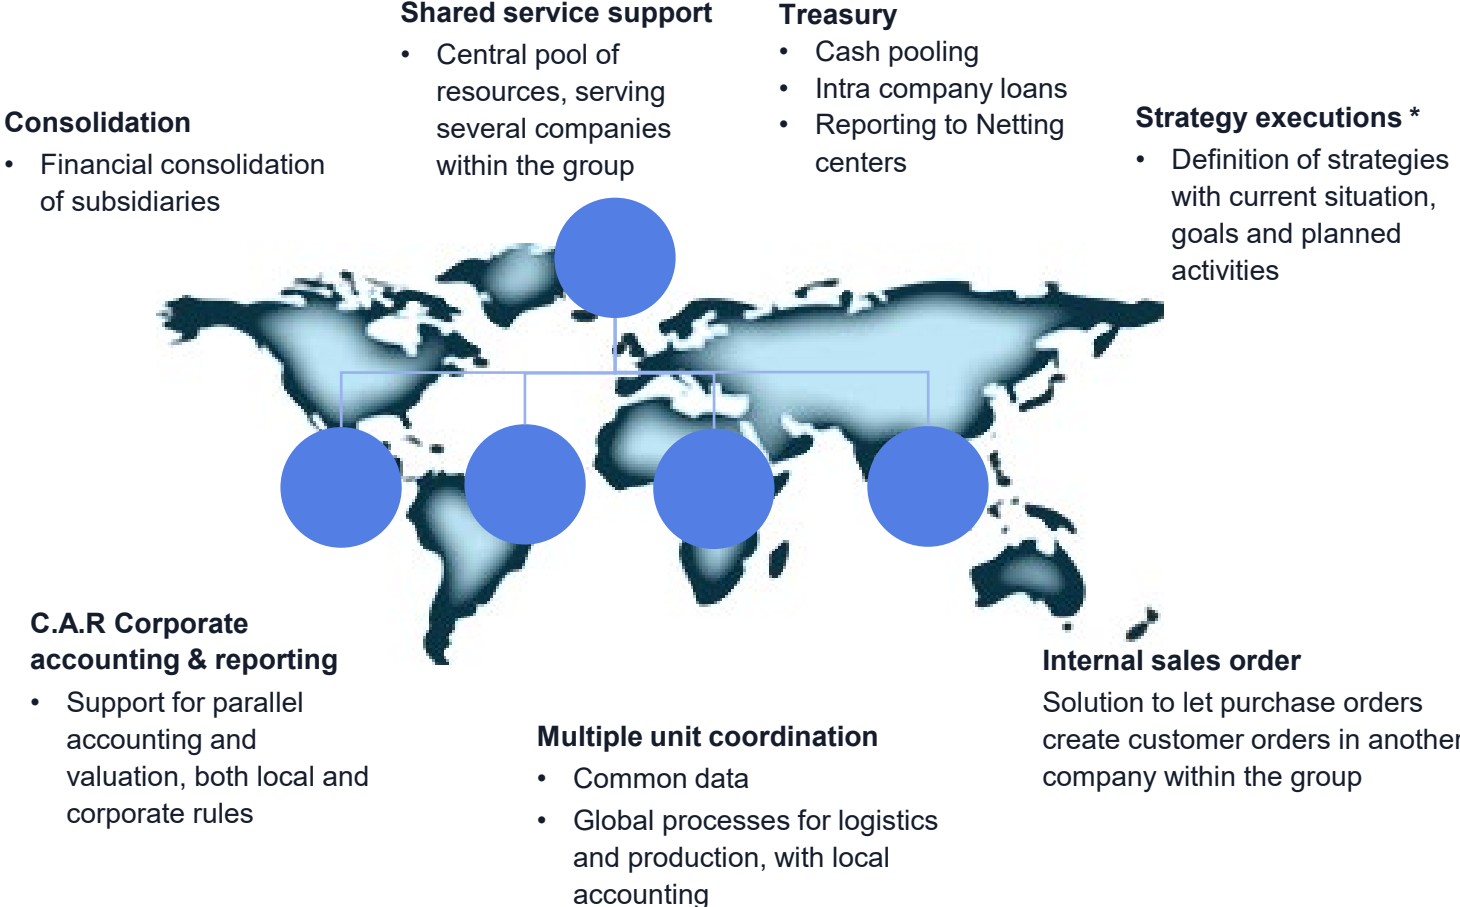 Shared service support
• Central pool of
resources, serving
several companies
within the group
Treasury
• Cash pooling
• Intra company loans
• Reporting to Netting
centers
Consolidation
• Financial consolidation
of subsidiaries
Strategy executions *
• Definition of strategies
with current situation,
goals and planned
activities
C.A.R Corporate
accounting & reporting
• Support for parallel
accounting and
valuation, both local and
corporate rules
Multiple unit coordination
• Common data
• Global processes for logistics
and production, with local
accounting
Internal sales order
Solution to let purchase orders
create customer orders in another
company within the group